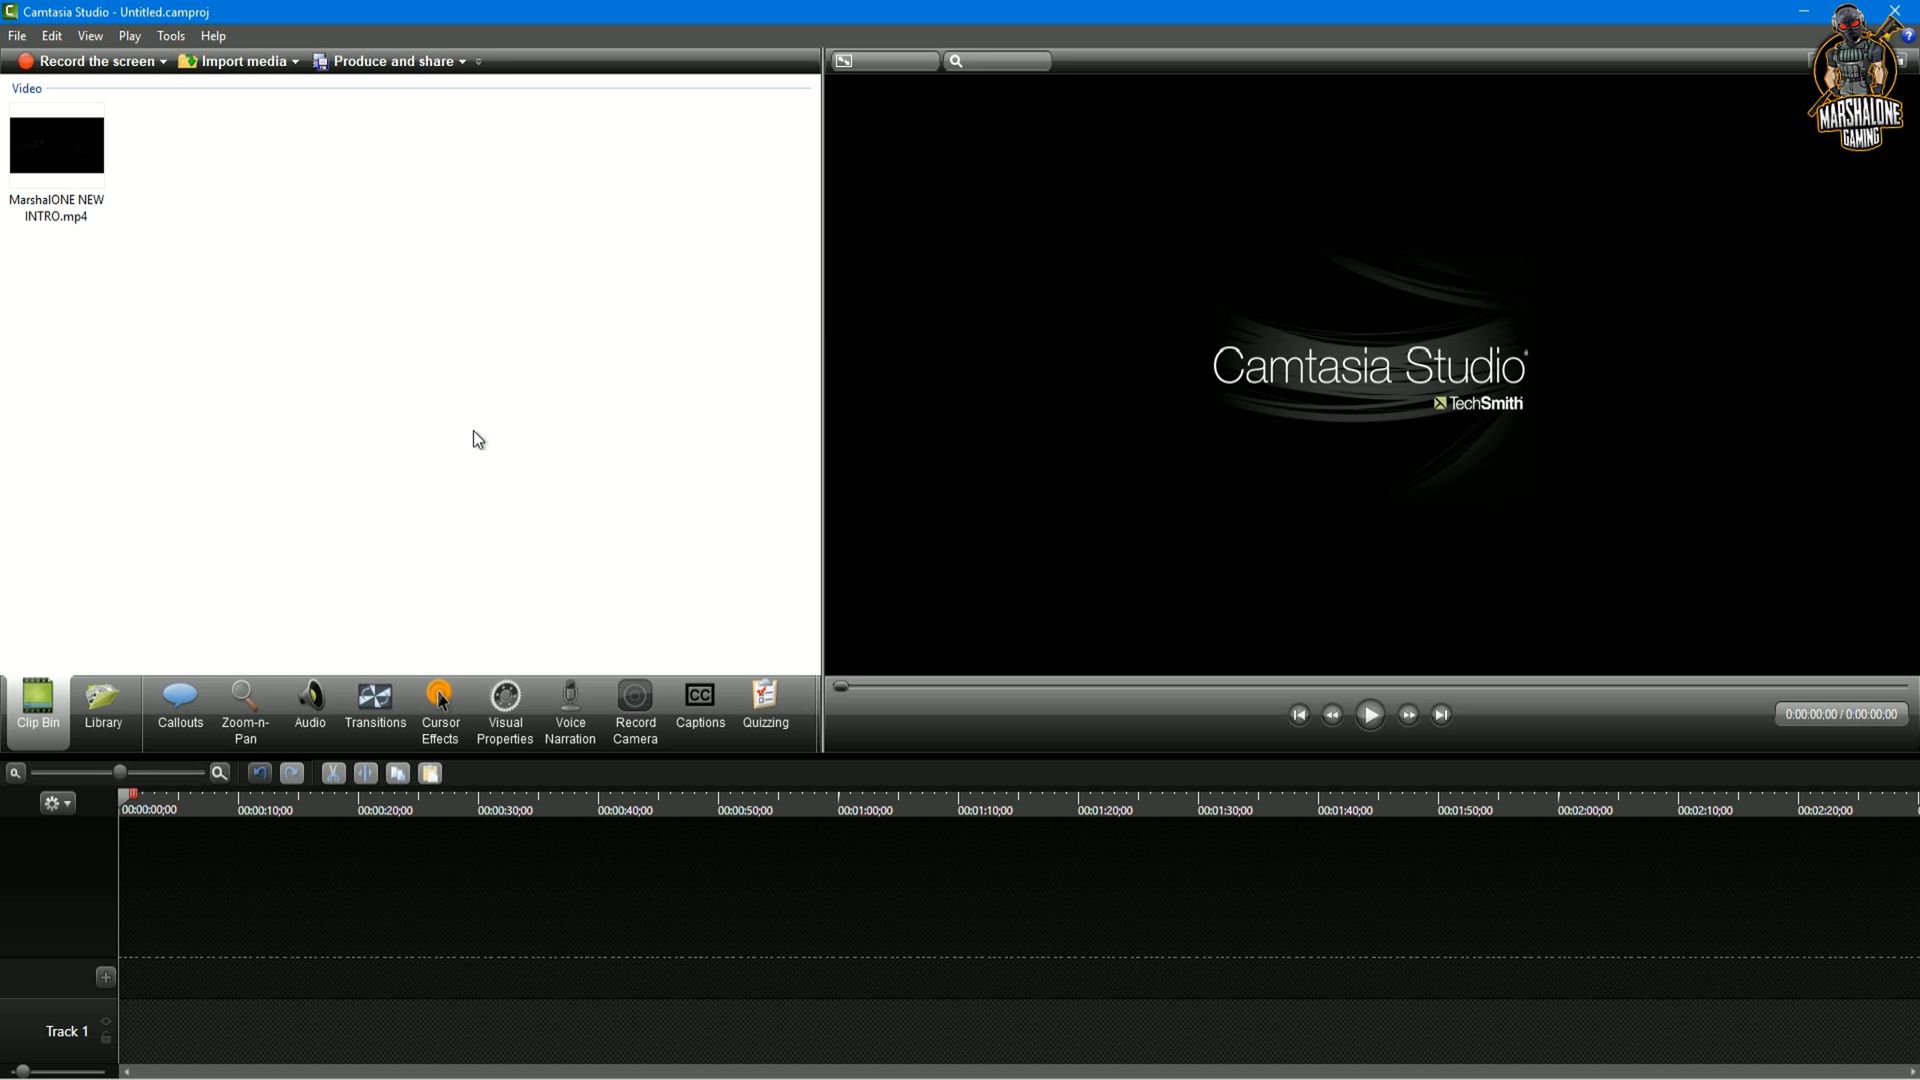 Camtasia Studio - Untitled.camproj
File Edit View Play Tools Help
Record the screen Import media Produce and share
MARSHALONE
GAMING
Video
MarshalONE NEW
INTRO.mp4
Camtasia Studio
TechSmith
Clip Bin Library Callouts Zoom-n-Pan Audio Transitions Cursor Effects Visual Properties Voice Narration Record Camera CC Captions Quizzing
0:00:00;00 / 0:00:00;00
00:00:00;00 00:00:10;00 00:00:20;00 00:00:30;00 00:00:40;00 00:00:50;00 00:01:00;00 00:01:10;00 00:01:20;00 00:01:30;00 00:01:40;00 00:01:50;00 00:02:00;00 00:02:10;00 00:02:20;00
Track 1